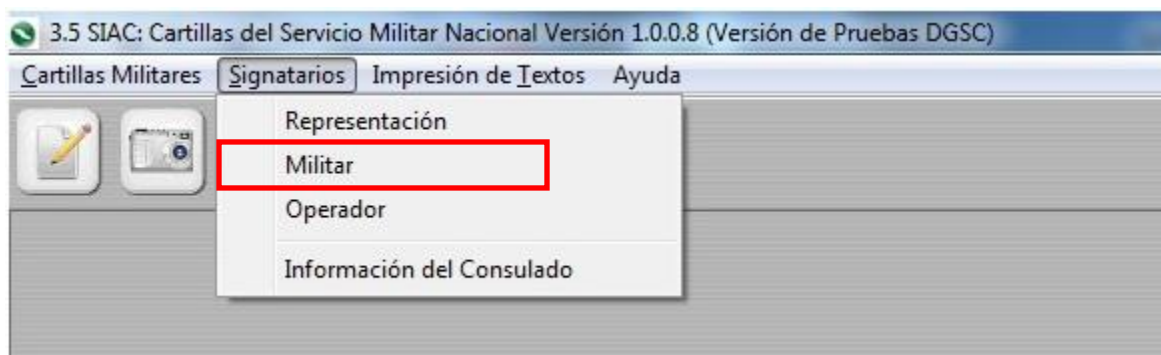 3.5 SIAC: Cartillas del Servicio Militar Nacional Versión 1.0.0.8 (Versión de Pruebas DGSC)
Cartillas Militares Signatarios Impresión de Textos Ayuda
Representación
Militar
Operador
Información del Consulado